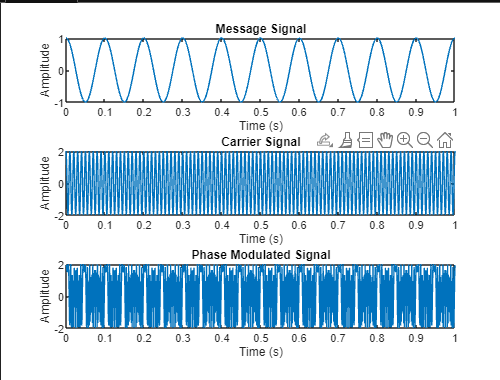 Message Signal
1
0
-1
Amplitude
0 0.1 0.2 0.3 0.4 0.5 0.6 0.7 0.8 0.9 1
Time (s)
Carrier Signal
2
0
-2
Amplitude
0 0.1 0.2 0.3 0.4 0.5 0.6 0.7 0.8 0.9 1
Time (s)
Phase Modulated Signal
2
0
-2
Amplitude
0 0.1 0.2 0.3 0.4 0.5 0.6 0.7 0.8 0.9 1
Time (s)